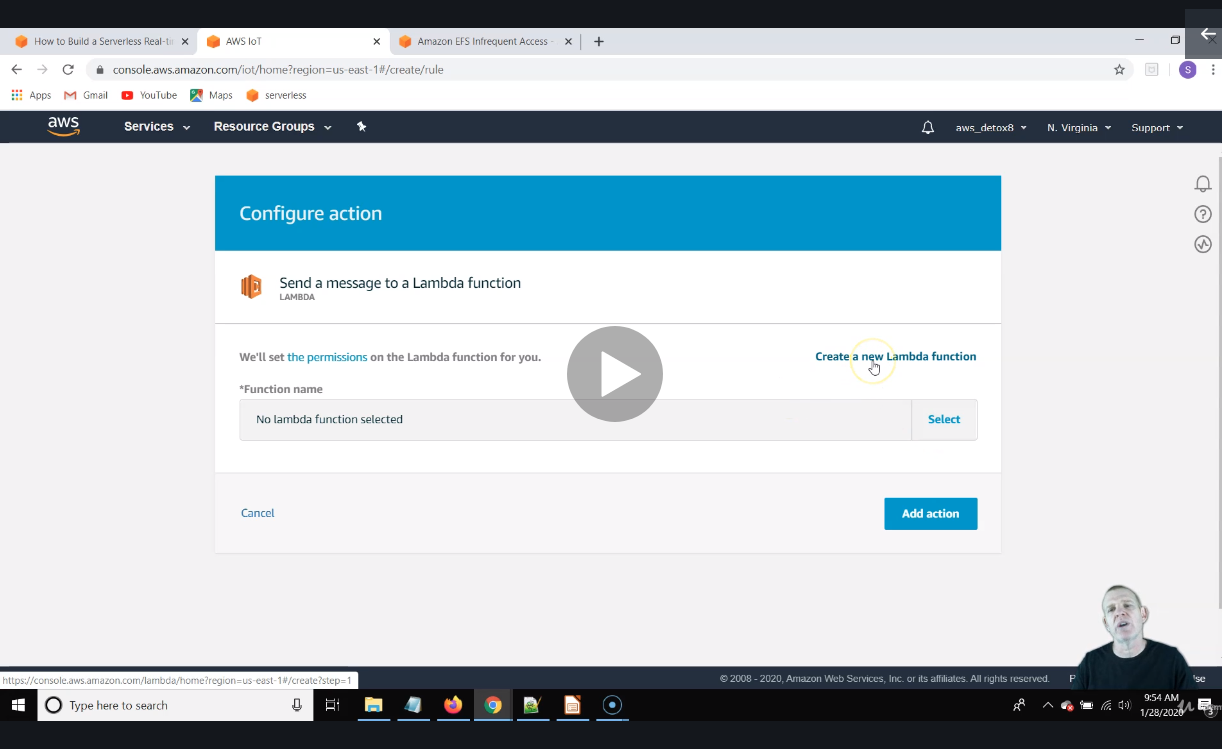 How to Build a Serverless Real-ti
AWS IoT
Amazon EFS Infrequent Access -
console.aws.amazon.com/iot/home?region=us-east-1#/create/rule
S
Apps Gmail YouTube Maps serverless
aws Services Resource Groups aws_detox8 N. Virginia Support
Configure action
Send a message to a Lambda function
LAMBDA
We'll set the permissions on the Lambda function for you. Create a new Lambda function
*Function name
No lambda function selected Select
Cancel Add action
https://console.aws.amazon.com/lambda/home?region=us-east-1#/create?step=1
© 2008 - 2020, Amazon Web Services, Inc. or its affiliates. All rights reserved.
Type here to search
9:54 AM
1/28/2020
3